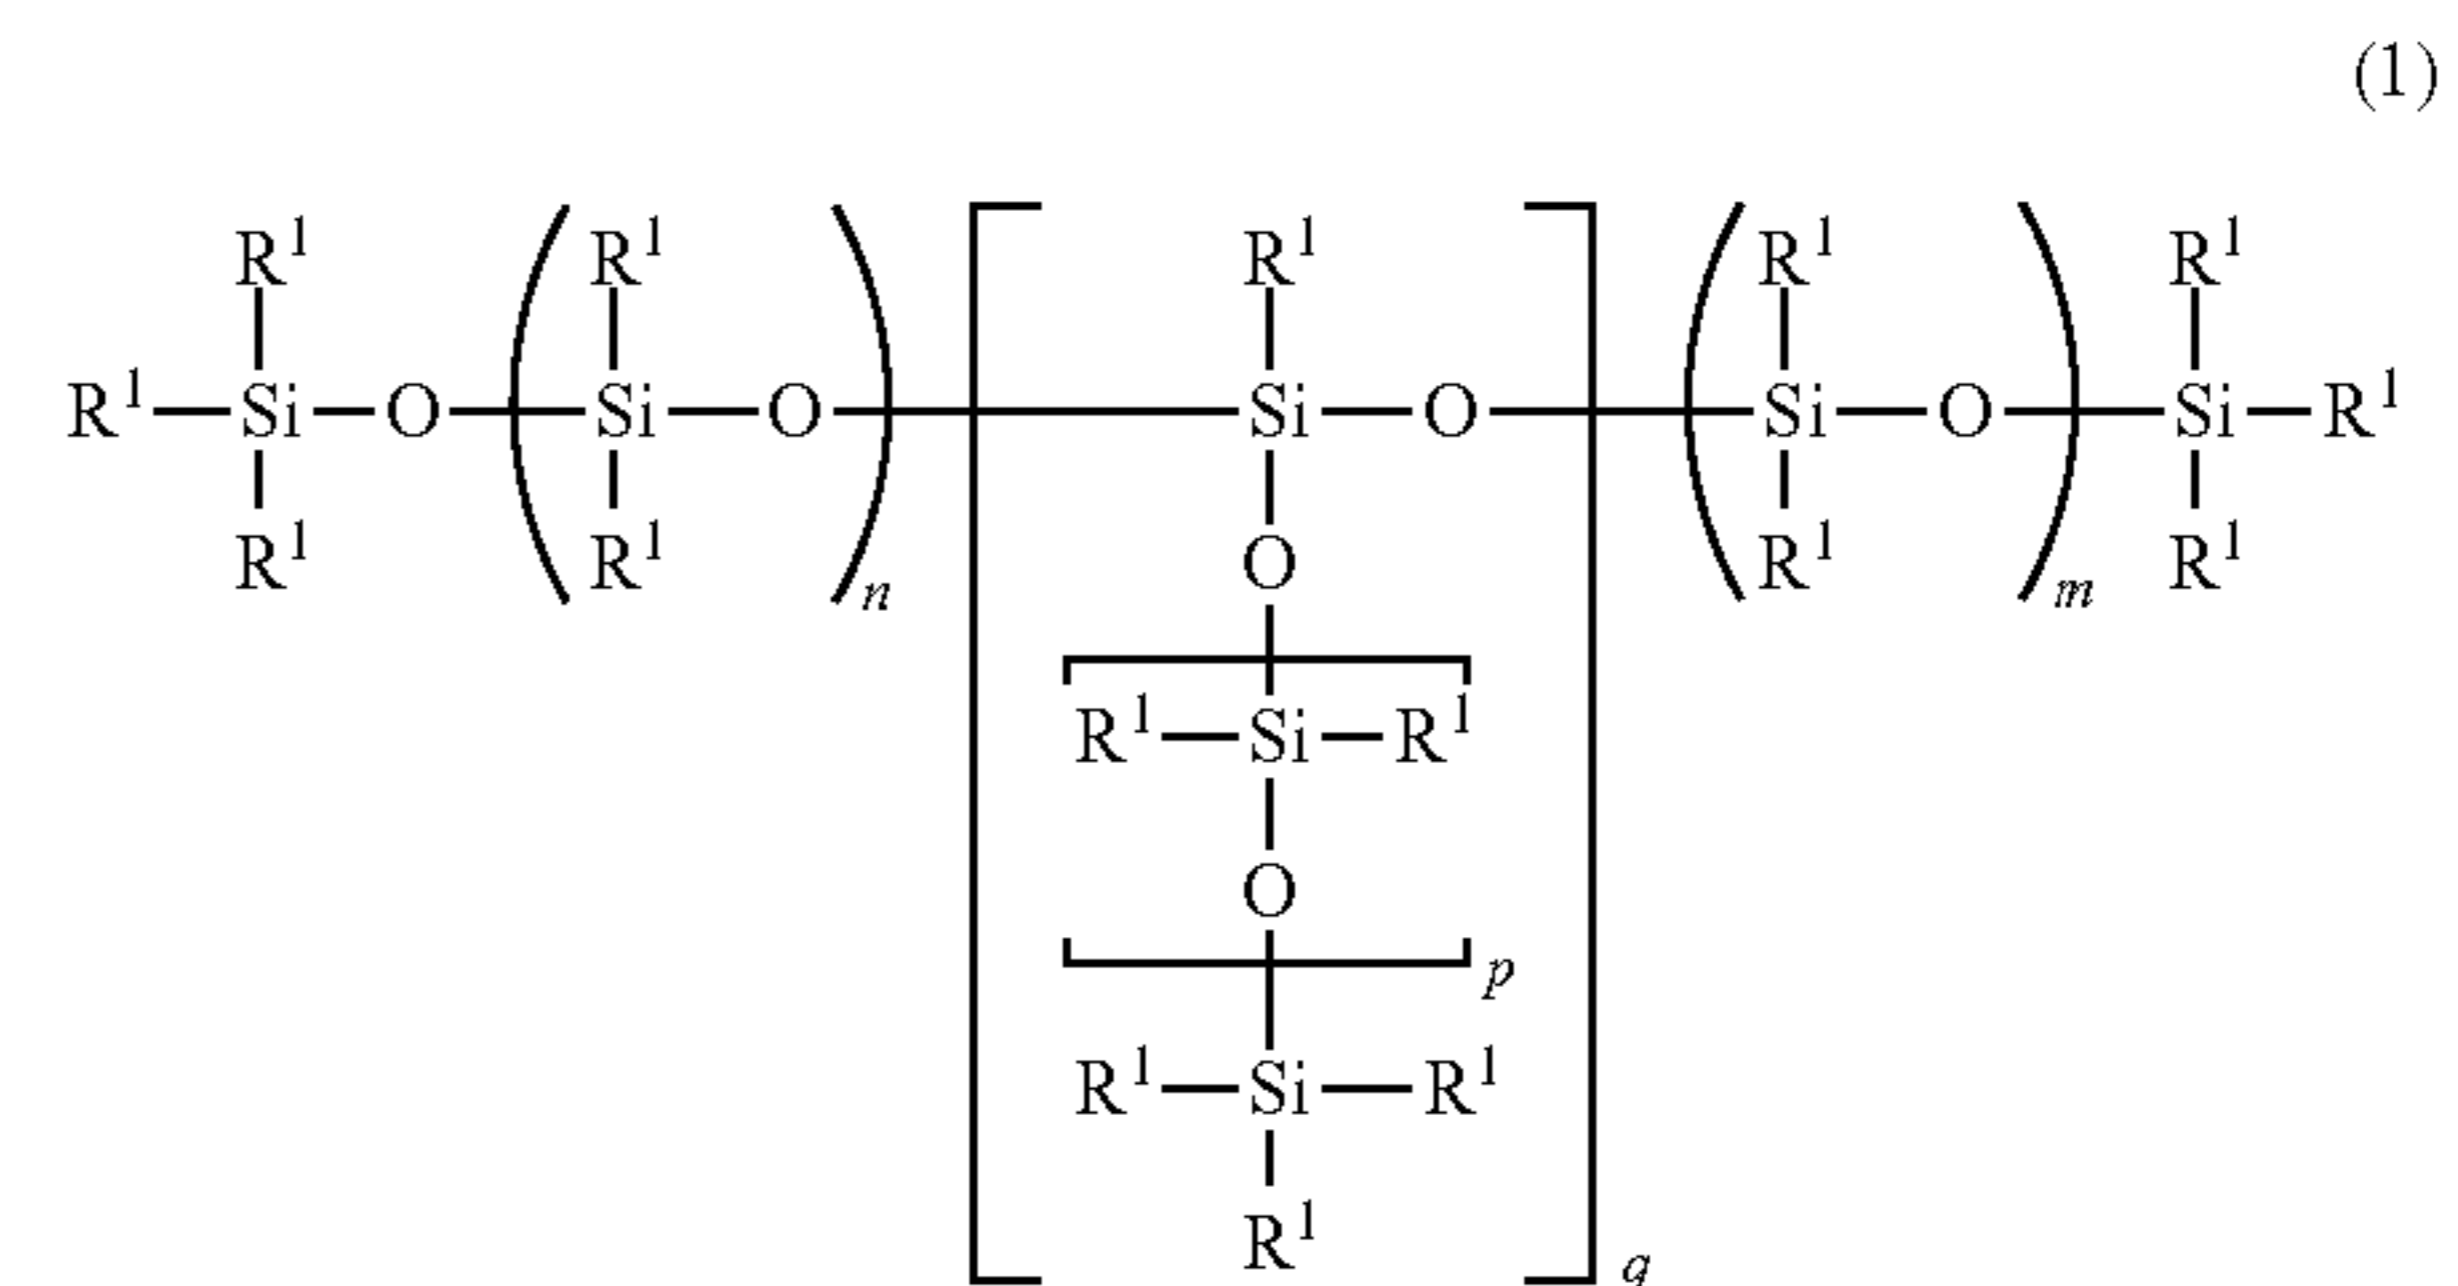 (1)
R¹ R¹ R¹ R¹ R¹
R¹—Si—O—(Si—O)—[Si—O]—(Si—O)—Si—R¹
R¹ R¹ O R¹ R¹
n m
R¹—Si—R¹
O
p
R¹—Si—R¹
R¹
q